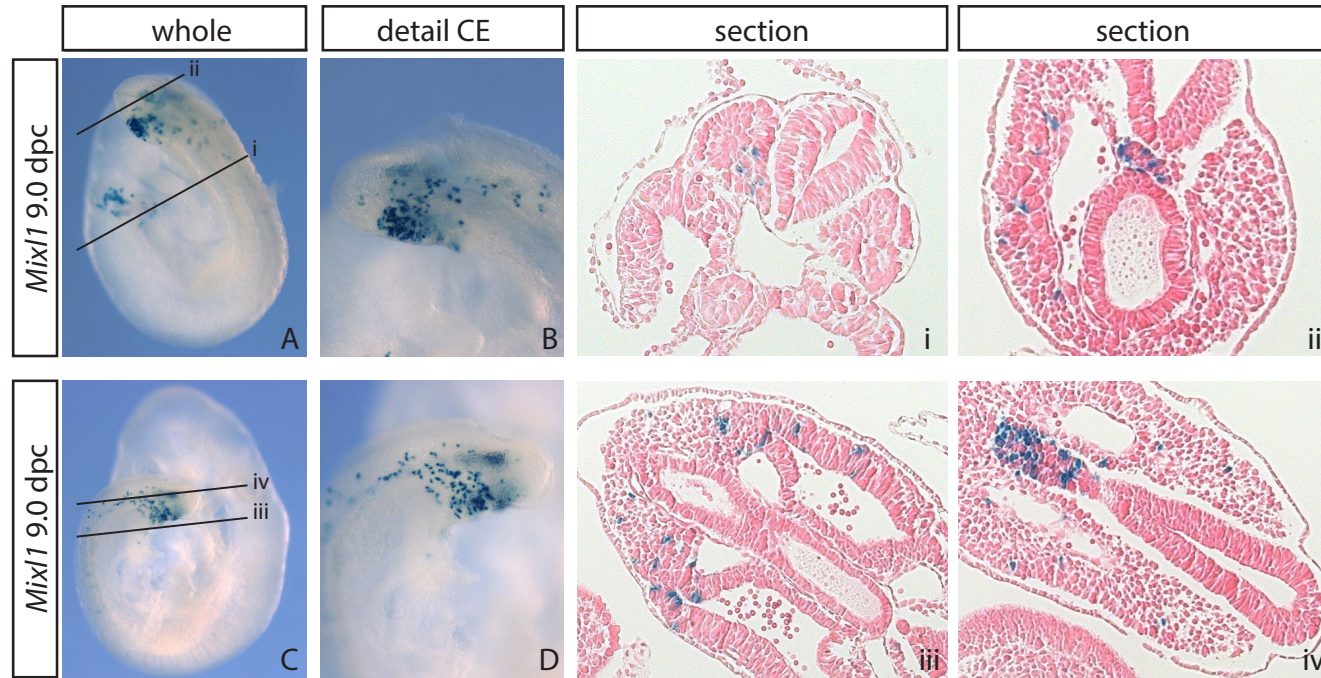 whole
detail CE
section
section
Mixl1 9.0 dpc
ii
i
A
B
i
ii
Mixl1 9.0 dpc
iv
iii
C
D
iii
iv